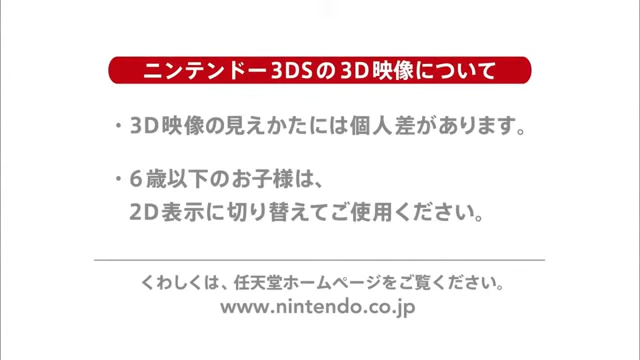 ニンテンドー3DSの3D映像について
・3D映像の見えかたには個人差があります。
・6歳以下のお子様は、
2D表示に切り替えてご使用ください。
くわしくは、任天堂ホームページをご覧ください。
www.nintendo.co.jp